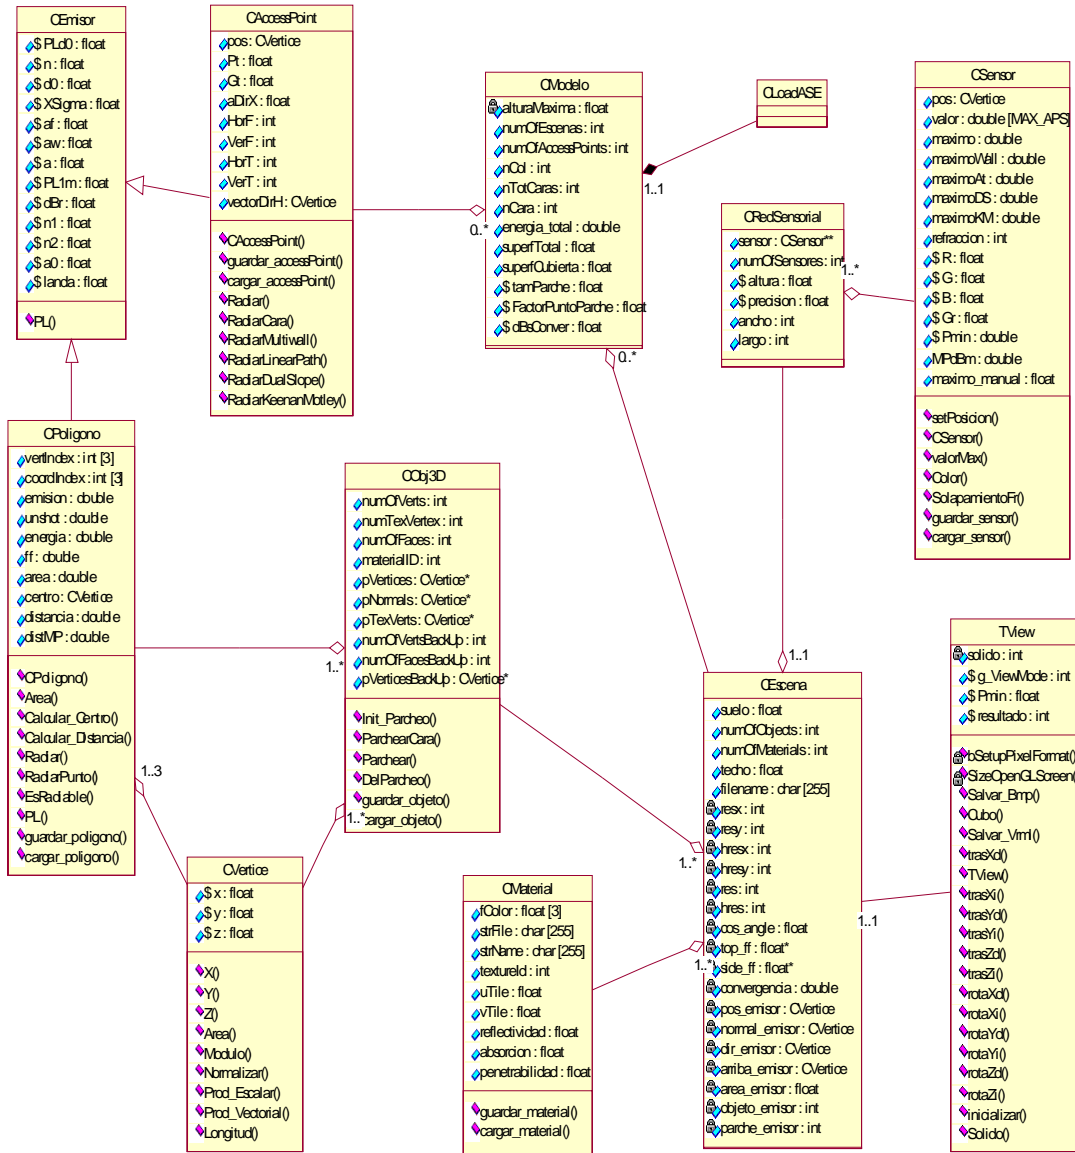 CEmisor
$ PLd0 : float
$ n : float
$ d0 : float
$ XSigma : float
$ af : float
$ aw : float
$ a : float
$ PL1m : float
$ dBr : float
$ n1 : float
$ n2 : float
$ a0 : float
$ landa : float
PL()
CAccessPoint
pos : CVertice
Pt : float
Gt : float
aDirX : float
HorF : int
VerF : int
HorT : int
VerT : int
vectorDirH : CVertice
CAccessPoint()
guardar_accessPoint()
cargar_accessPoint()
Radiar()
RadiarCara()
RadiarMultiwall()
RadiarLinearPath()
RadiarDualSlope()
RadiarKeenanMotley()
CModelo
alturaMaxima : float
numOfEscenas : int
numOfAccessPoints : int
nCol : int
nTotCaras : int
nCara : int
energia_total : double
superfTotal : float
superfCubierta : float
$ tamParche : float
$ FactorPuntoParche : float
$ dBsConver : float
0..*
1..1
0..*
CLoadASE
CRedSensorial
sensor : CSensor**
numOfSensores : int
$ altura : float
$ precision : float
ancho : int
largo : int
1..*
CSensor
pos : CVertice
valor : double [MAX_APS]
maximo : double
maximoWall : double
maximoAt : double
maximoDS : double
maximoKM : double
refraccion : int
$ R : float
$ G : float
$ B : float
$ Gr : float
$ Pmin : double
MPdBm : double
maximo_manual : float
setPosicion()
CSensor()
valorMax()
Color()
SolapamientoFr()
guardar_sensor()
cargar_sensor()
CPoligono
vertIndex : int [3]
coordIndex : int [3]
emision : double
unshot : double
energia : double
ff : double
area : double
centro : CVertice
distancia : double
distMP : double
CPoligono()
Area()
Calcular_Centro()
Calcular_Distancia()
Radiar()
RadiarPunto()
EsRadiable()
PL()
guardar_poligono()
cargar_poligono()
1..3
CObj3D
numOfVerts : int
numTexVertex : int
numOfFaces : int
materialID : int
pVertices : CVertice*
pNormals : CVertice*
pTexVerts : CVertice*
numOfVertsBackUp : int
numOfFacesBackUp : int
pVerticesBackUp : CVertice*
Init_Parcheo()
ParchearCara()
Parchear()
DelParcheo()
guardar_objeto()
cargar_objeto()
1..*
1..*
CVertice
$ x : float
$ y : float
$ z : float
X()
Y()
Z()
Area()
Modulo()
Normalizar()
Prod_Escalar()
Prod_Vectorial()
Longitud()
CMaterial
fColor : float [3]
strFile : char [255]
strName : char [255]
textureId : int
uTile : float
vTile : float
reflectividad : float
absorcion : float
penetrabilidad : float
guardar_material()
cargar_material()
1..1
CEscena
suelo : float
numOfObjects : int
numOfMaterials : int
techo : float
filename : char [255]
resx : int
resy : int
hresx : int
hresy : int
res : int
hres : int
cos_angle : float
top_ff : float*
side_ff : float*
convergencia : double
pos_emisor : CVertice
normal_emisor : CVertice
dir_emisor : CVertice
arriba_emisor : CVertice
area_emisor : float
objeto_emisor : int
parche_emisor : int
1..*
1..*
1..1
TView
solido : int
$ g_ViewMode : int
$ Pmin : float
$ resultado : int
bSetupPixelFormat()
SizeOpenGLScreen()
Salvar_Bmp()
Cubo()
Salvar_Vrml()
trasXd()
TView()
trasXi()
trasYd()
trasYi()
trasZd()
trasZi()
rotaXd()
rotaXi()
rotaYd()
rotaYi()
rotaZd()
rotaZi()
inicializar()
Solido()